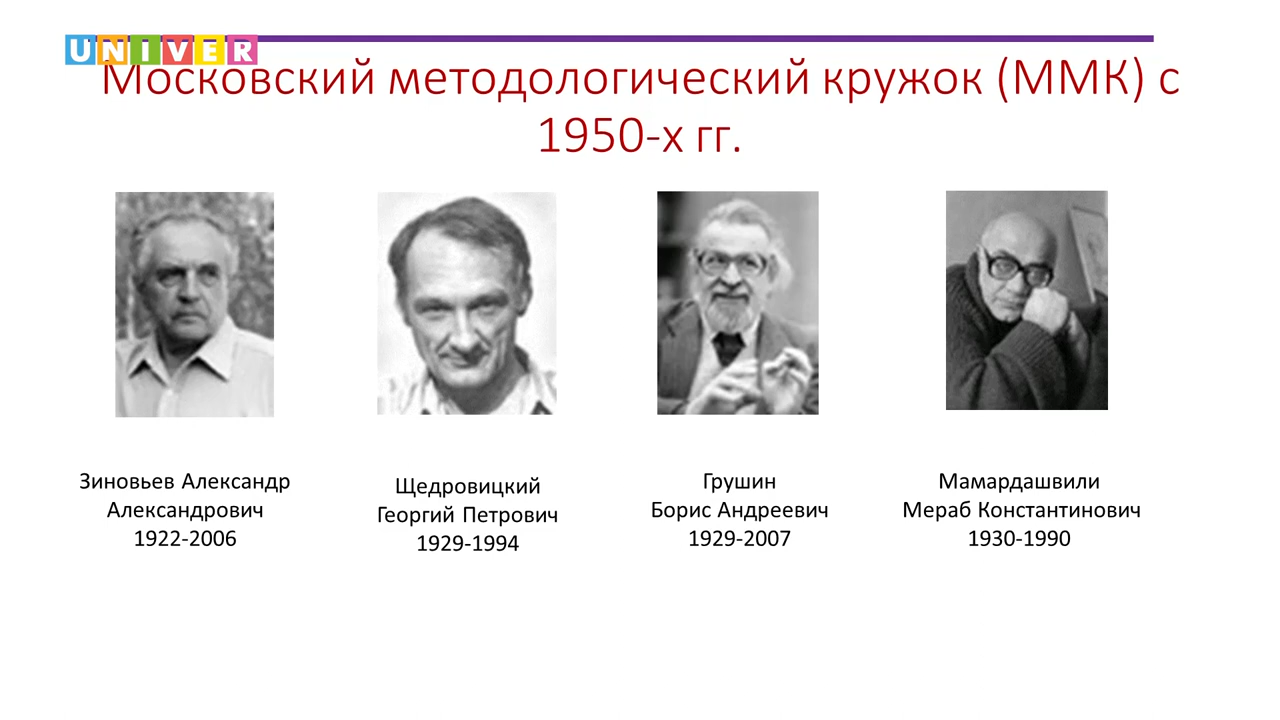 UNIVER
Московский методологический кружок (ММК) с
1950-х гг.
Зиновьев Александр
Александрович
1922-2006
Щедровицкий
Георгий Петрович
1929-1994
Грушин
Борис Андреевич
1929-2007
Мамардашвили
Мераб Константинович
1930-1990